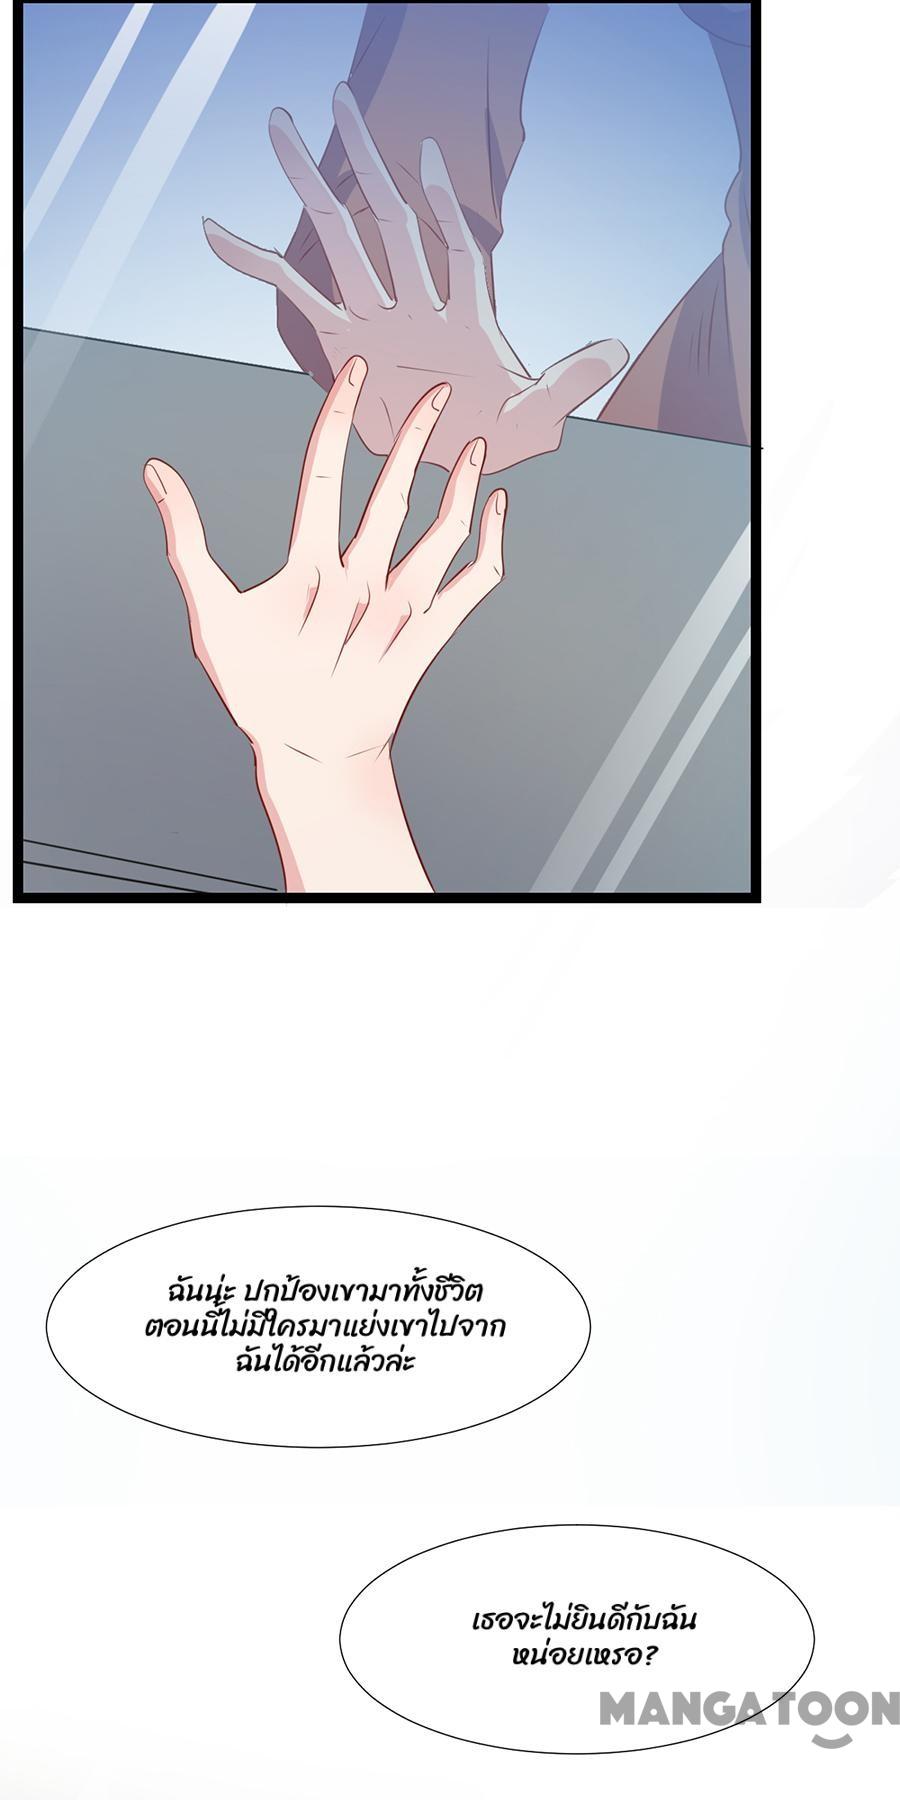 ฉันน่ะ ปกป้องเขามาทั้งชีวิต
ตอนนี้ไม่มีใครมาแย่งเขาไปจาก
ฉันได้อีกแล้วล่ะ
เธอจะไม่ยินดีกับฉัน
หน่อยเหรอ?
MANGATOON